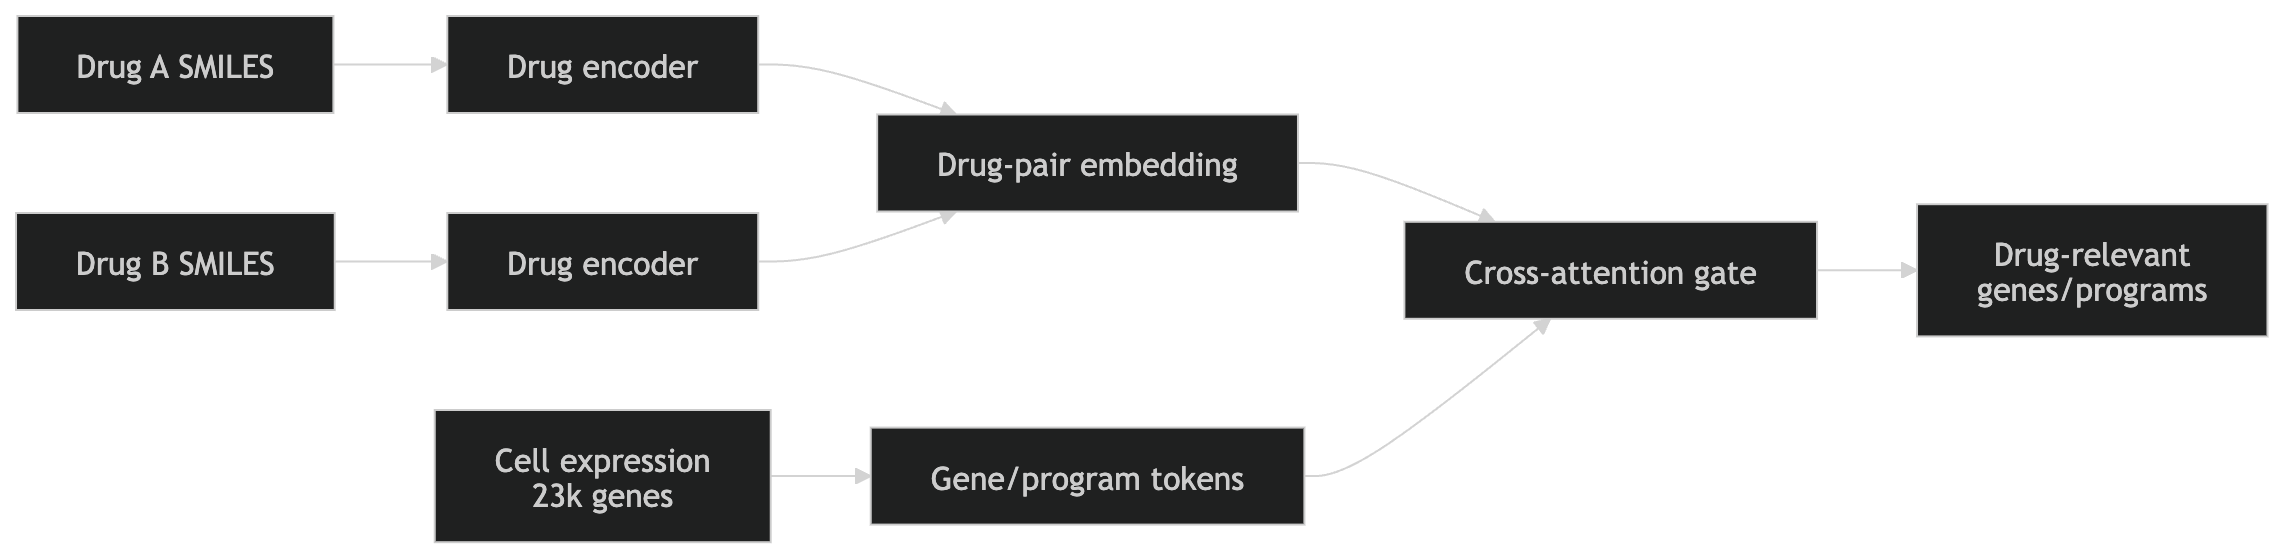 Drug A SMILES
Drug encoder
Drug B SMILES
Drug encoder
Drug-pair embedding
Cell expression
23k genes
Gene/program tokens
Cross-attention gate
Drug-relevant
genes/programs